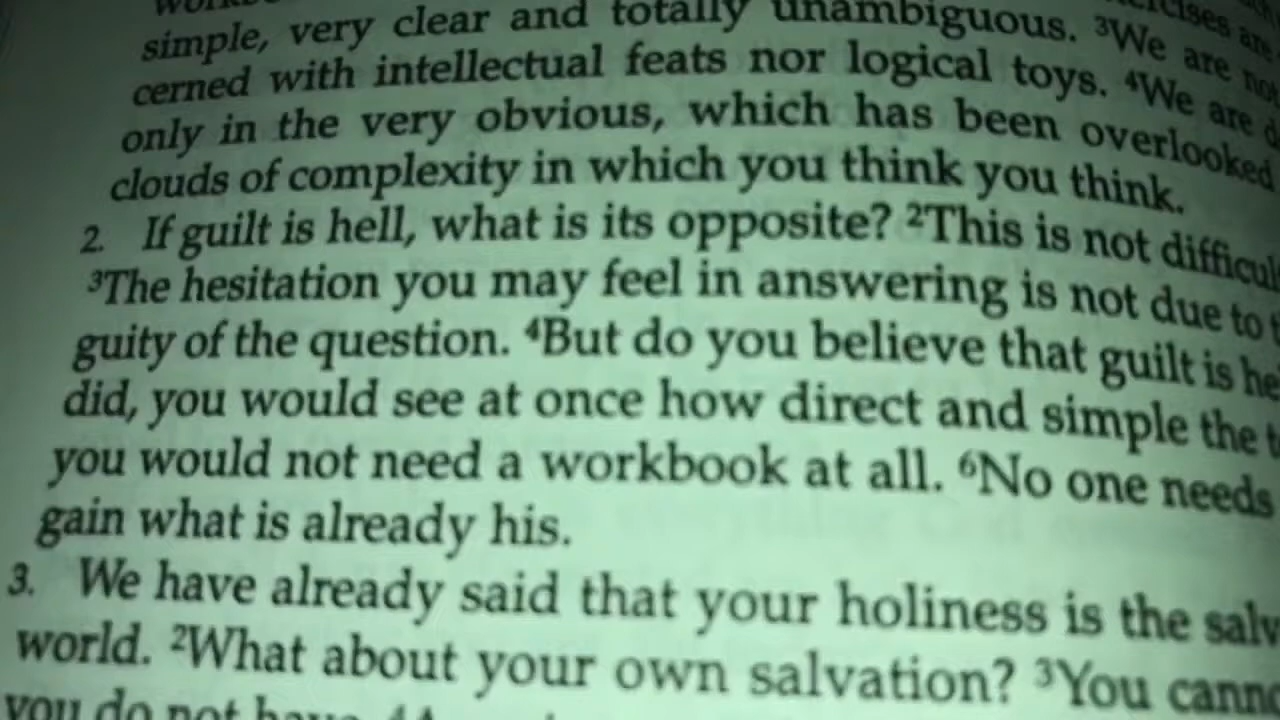 simple, very clear and totally unambiguous. ³We are not
cerned with intellectual feats nor logical toys. ⁴We are
only in the very obvious, which has been overlooked
clouds of complexity in which you think you think.
2. If guilt is hell, what is its opposite? ²This is not
³The hesitation you may feel in answering is not due to
guity of the question. ⁴But do you believe that guilt is
did, you would see at once how direct and simple the
you would not need a workbook at all. ⁶No one needs
gain what is already his.
3. We have already said that your holiness is the
world. ²What about your own salvation? ³You
you do not have